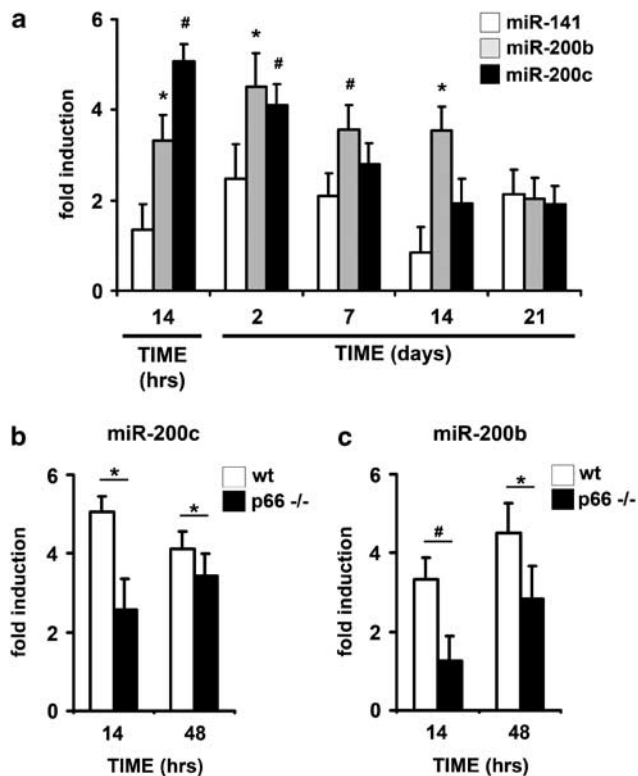 a
miR-141
miR-200b
miR-200c
6
4
2
0
fold induction
* # * # # *
14 2 7 14 21
TIME (hrs)
TIME (days)
b
miR-200c
wt
p66 -/-
6
4
2
0
fold induction
* *
14 48
TIME (hrs)
c
miR-200b
wt
p66 -/-
6
4
2
0
fold induction
# *
14 48
TIME (hrs)